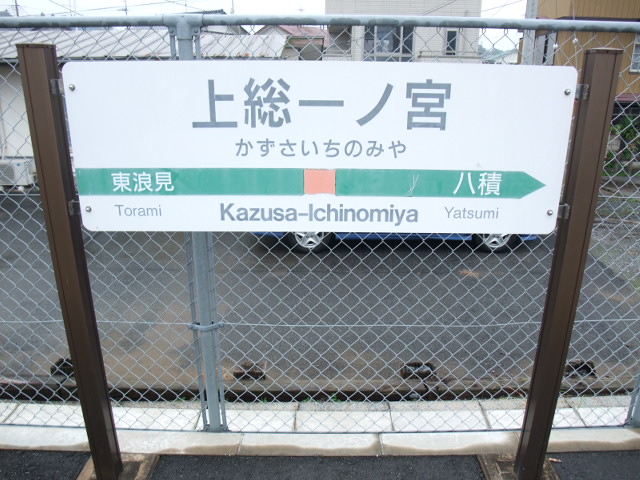 上総一ノ宮
かずさいちのみや
東浪見 八積
Torami Kazusa-Ichinomiya Yatsumi